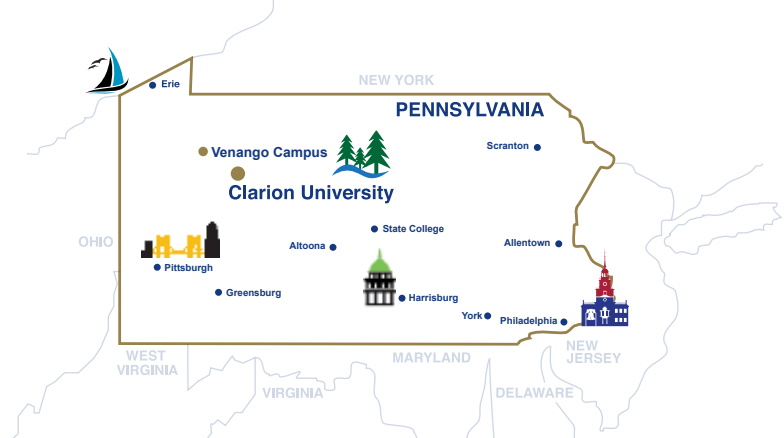 Erie
NEW YORK
PENNSYLVANIA
Scranton
Venango Campus
Clarion University
State College
OHIO
Altoona
Allentown
Pittsburgh
Greensburg
Harrisburg
York
Philadelphia
WEST
VIRGINIA
MARYLAND
NEW
JERSEY
VIRGINIA
DELAWARE